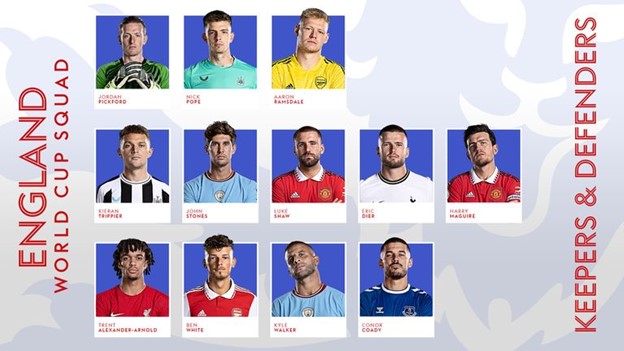 ENGLAND
WORLD CUP SQUAD
JORDAN
PICKFORD
NICK
POPE
AARON
RAMSDALE
KIERAN
TRIPPIER
JOHN
STONES
LUKE
SHAW
ERIC
DIER
HARRY
MAGUIRE
TRENT
ALEXANDER-ARNOLD
BEN
WHITE
KYLE
WALKER
CONOR
COADY
KEEPERS & DEFENDERS